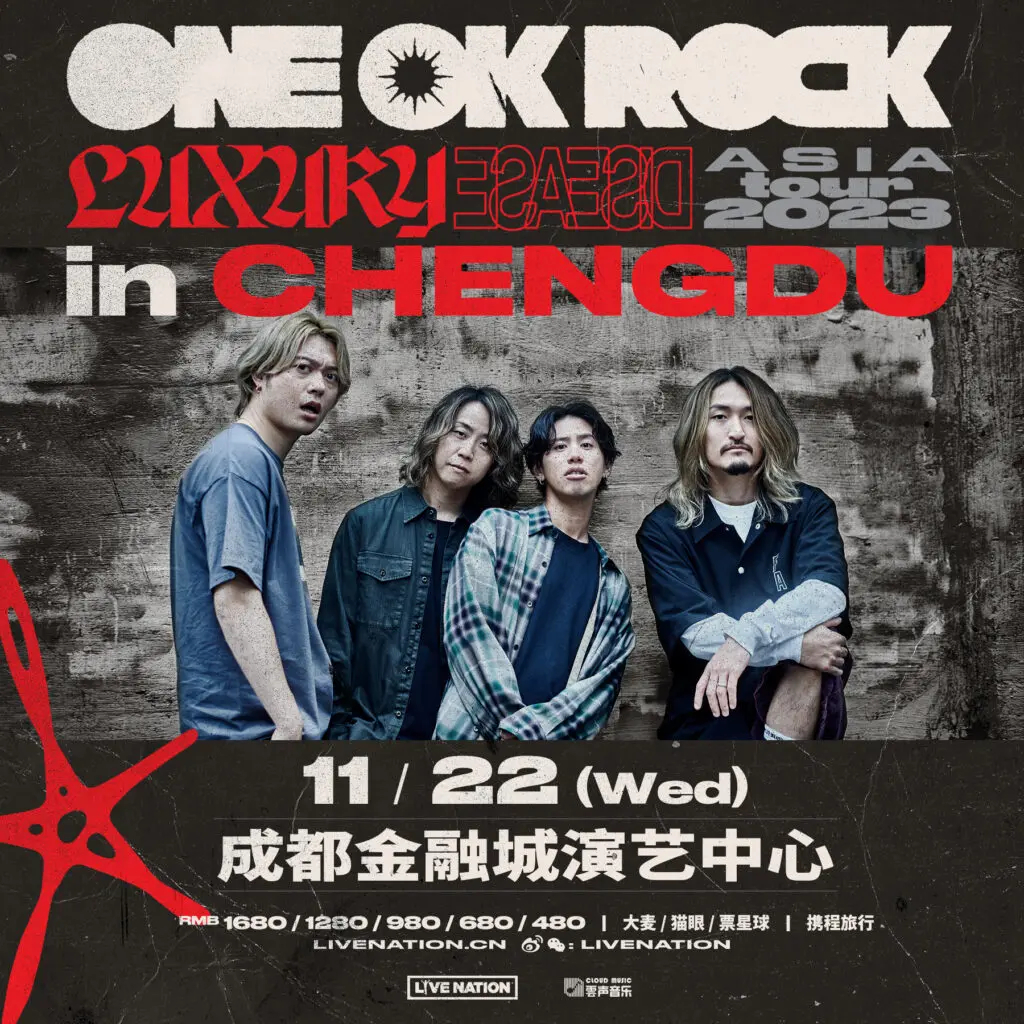 ONE OK ROCK
LUXURY DISEASE ASIA tour 2023
in CHENGDU
11 / 22 (Wed)
成都金融城演艺中心
RMB 1680 / 1280 / 980 / 680 / 480 | 大麦 / 猫眼 / 票星球 | 携程旅行
LIVENATION.CN : LIVENATION
LIVE NATION
CLOUD MUSIC
雲声音乐